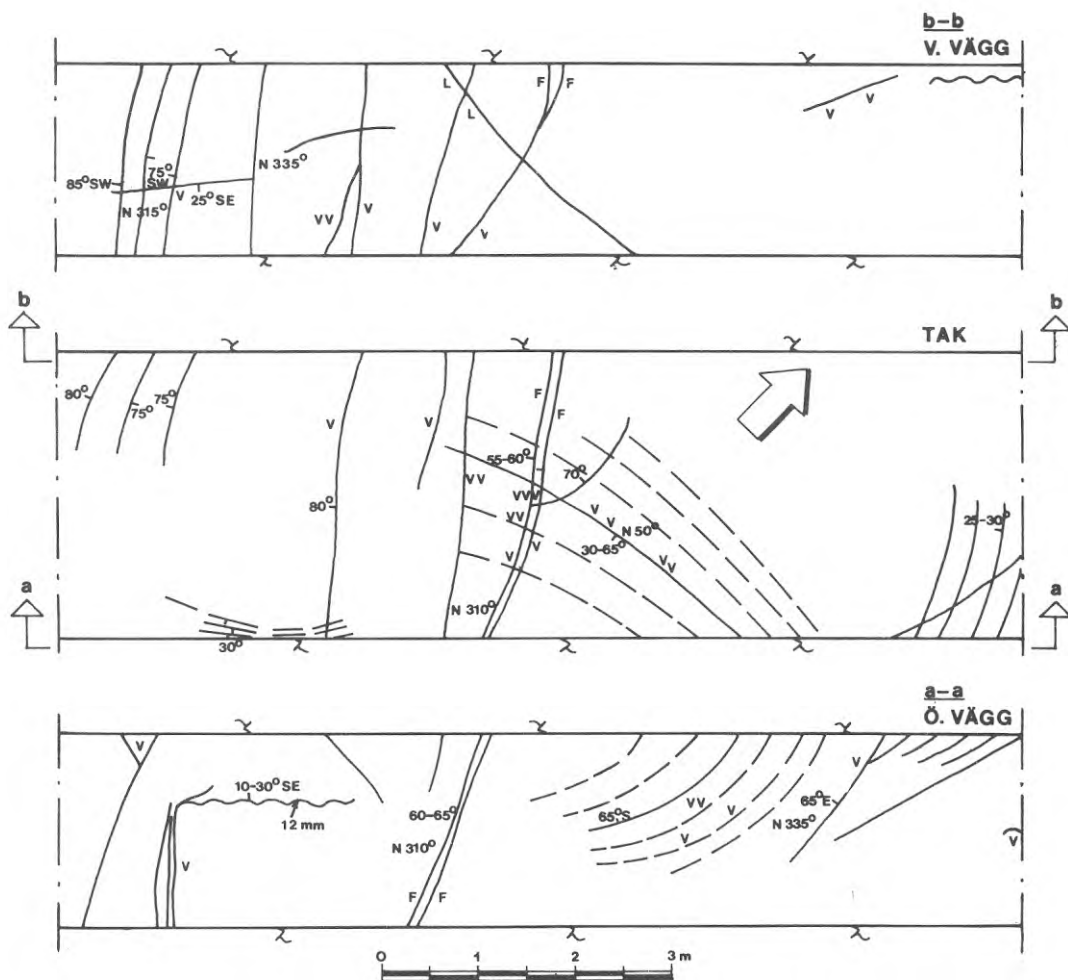 b-b
V. VÄGG
L
F F
L
V
V
N 335°
75°
SW
85°SW
V
25°SE
N 315°
VV
V
V
V
b
b
TAK
80°
75°
75°
V
V
F
F
55-60°
70°
VV
VVV
VV
80°
V
V
N 50°
30-65°
V
V
VV
25-30°
N 310°
a
a
30°
a-a
Ö. VÄGG
V
10-30°SE
12 mm
60-65°
N 310°
65°S
VV
V
V
V
65°E
N 335°
V
V
F
F
0 1 2 3 m